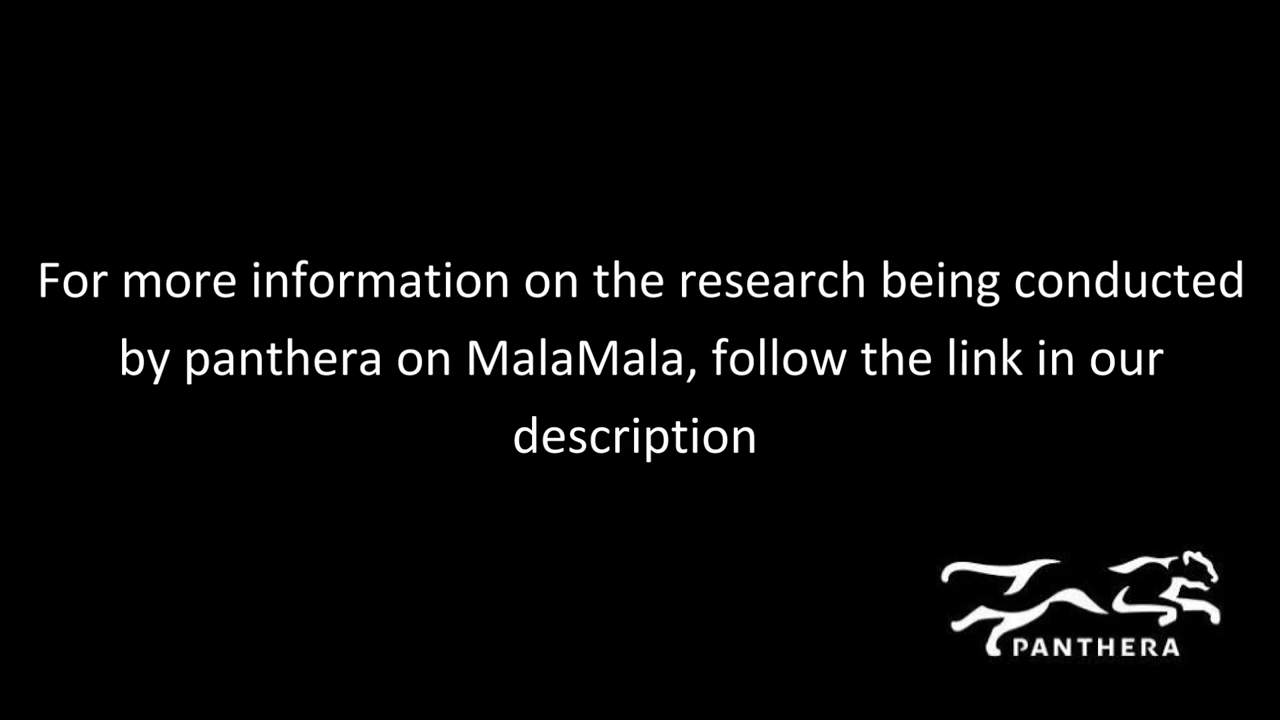 For more information on the research being conducted
by panthera on MalaMala, follow the link in our
description
PANTHERA